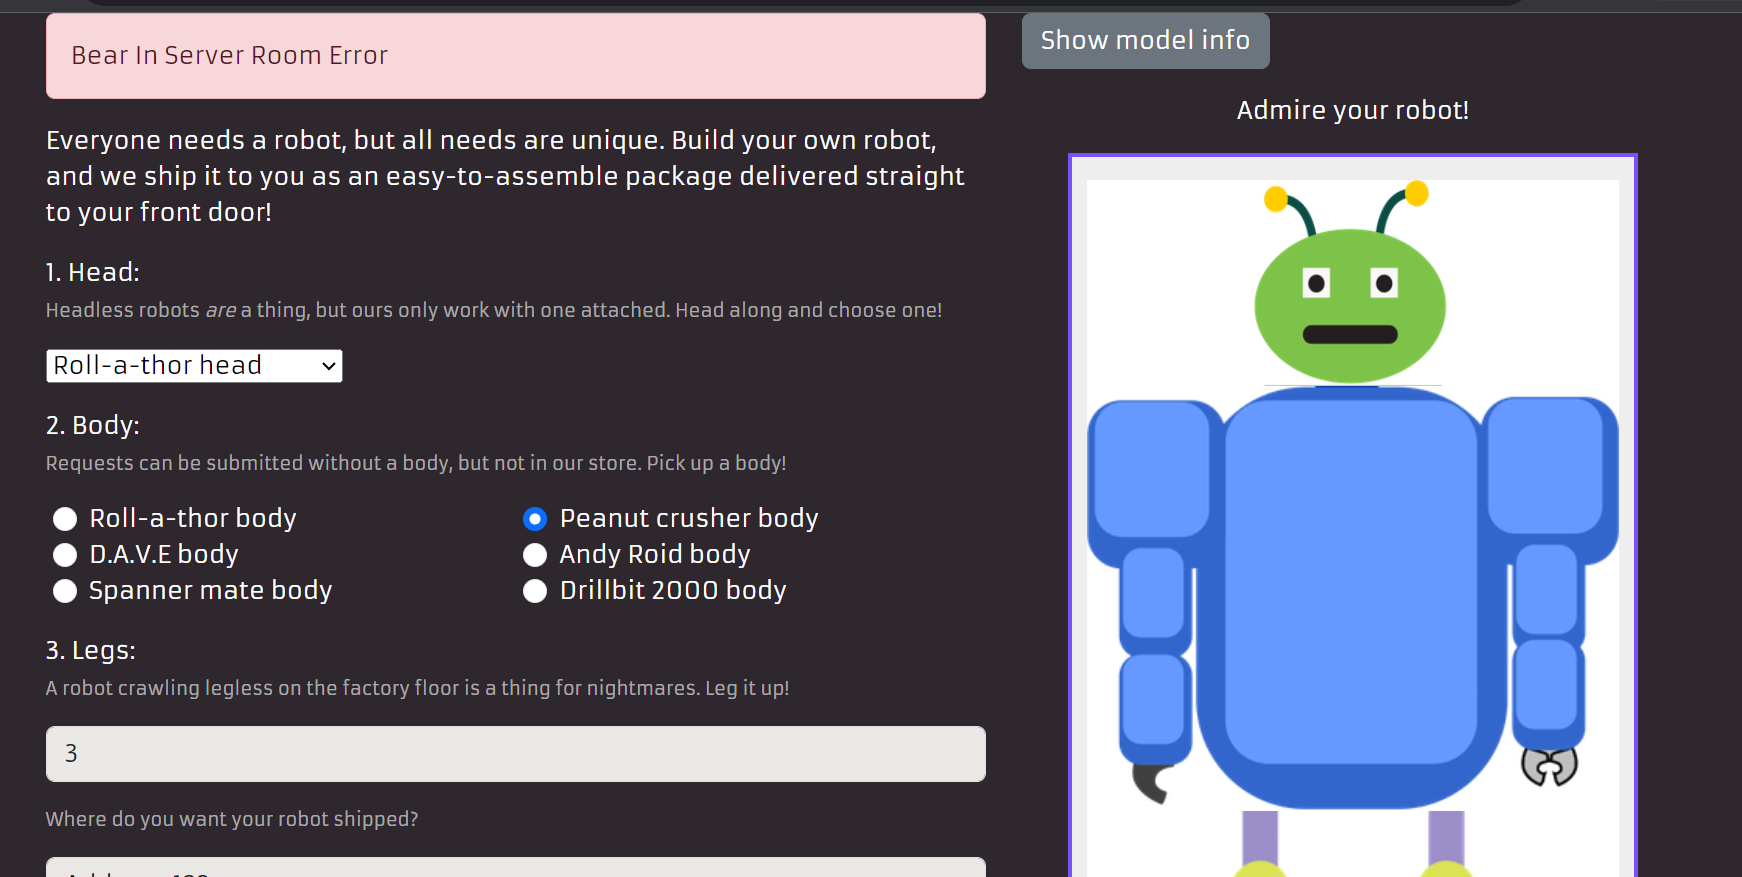 Bear In Server Room Error
Show model info
Admire your robot!
Everyone needs a robot, but all needs are unique. Build your own robot,
and we ship it to you as an easy-to-assemble package delivered straight
to your front door!
1. Head:
Headless robots are a thing, but ours only work with one attached. Head along and choose one!
Roll-a-thor head
2. Body:
Requests can be submitted without a body, but not in our store. Pick up a body!
Roll-a-thor body
Peanut crusher body
D.A.V.E body
Andy Roid body
Spanner mate body
Drillbit 2000 body
3. Legs:
A robot crawling legless on the factory floor is a thing for nightmares. Leg it up!
3
Where do you want your robot shipped?